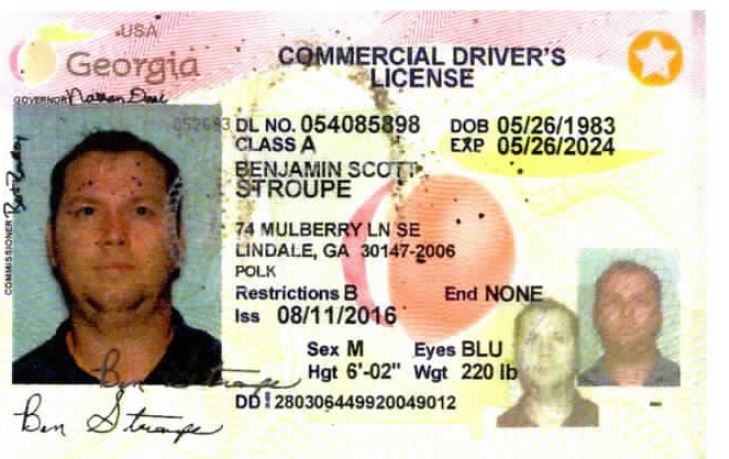 USA
Georgia
COMMERCIAL DRIVER'S
LICENSE
GOVERNOR Nathan Deal
052683
DL NO. 054085898 DOB 05/26/1983
CLASS A EXP 05/26/2024
BENJAMIN SCOTT
STROUPE
74 MULBERRY LN SE
LINDALE, GA 30147-2006
POLK
Restrictions B End NONE
Iss 08/11/2016
Sex M Eyes BLU
Hgt 6'-02" Wgt 220 lb
DD 280306449920049012
COMMISSIONER
Ben Stroupe
Ben Stroupe